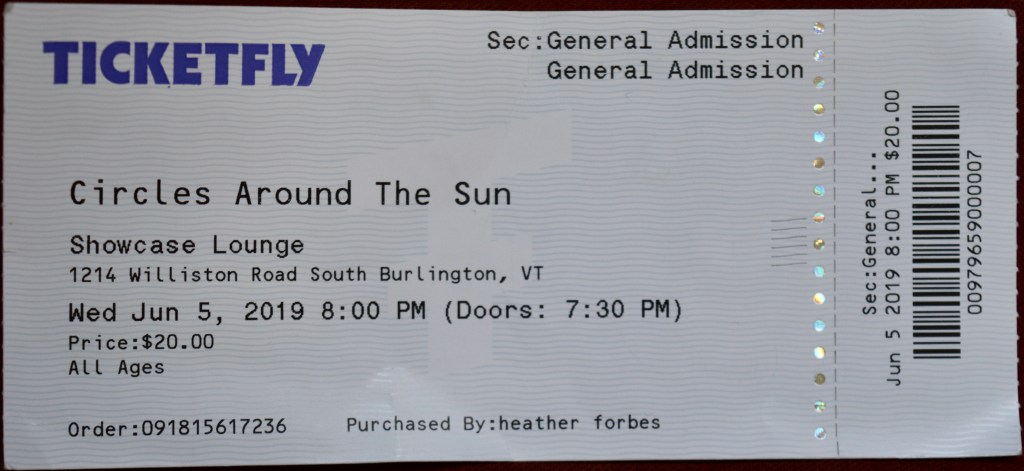 TICKETFLY
Sec:General Admission
General Admission
Circles Around The Sun
Showcase Lounge
1214 Williston Road South Burlington, VT
Wed Jun 5, 2019 8:00 PM (Doors: 7:30 PM)
Price:$20.00
All Ages
Order:091815617236
Purchased By:heather forbes
Sec:General...
Jun 5 2019 8:00 PM $20.00
00979659000007